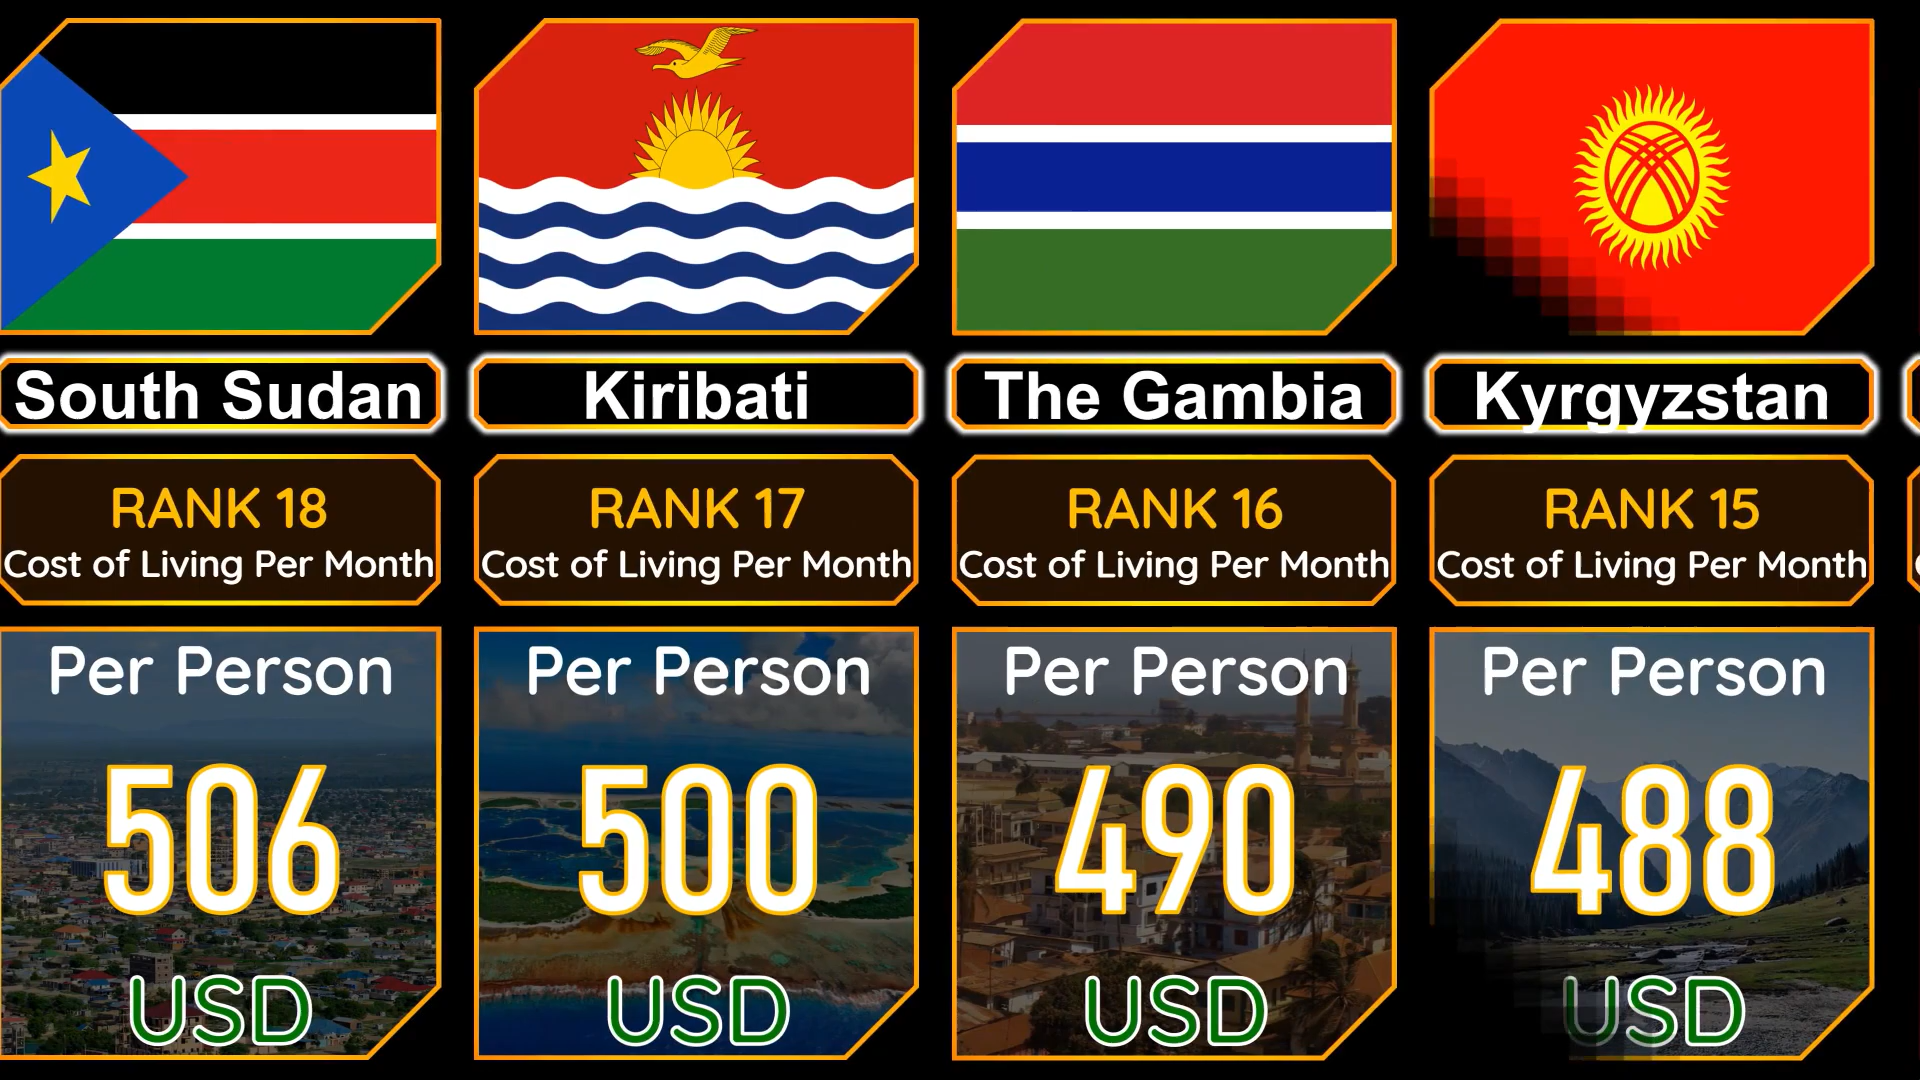 South Sudan
RANK 18
Cost of Living Per Month
Per Person
506
USD
Kiribati
RANK 17
Cost of Living Per Month
Per Person
500
USD
The Gambia
RANK 16
Cost of Living Per Month
Per Person
490
USD
Kyrgyzstan
RANK 15
Cost of Living Per Month
Per Person
488
USD